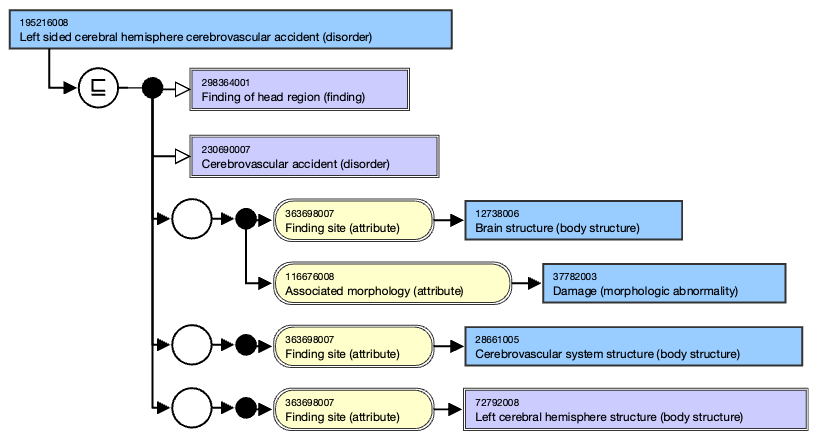 195216008
Left sided cerebral hemisphere cerebrovascular accident (disorder)
⊑
298364001
Finding of head region (finding)
230690007
Cerebrovascular accident (disorder)
363698007
Finding site (attribute)
12738006
Brain structure (body structure)
116676008
Associated morphology (attribute)
37782003
Damage (morphologic abnormality)
363698007
Finding site (attribute)
28661005
Cerebrovascular system structure (body structure)
363698007
Finding site (attribute)
72792008
Left cerebral hemisphere structure (body structure)